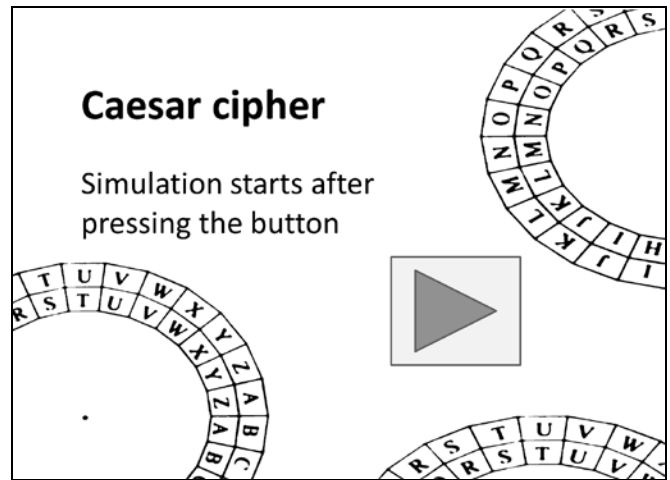 Caesar cipher
Simulation starts after
pressing the button
I J K L M N O P Q R S
H I J K L M N O P Q R S
T U V W X Y Z A B C
R S T U V W X Y Z A B
R S T U V W
R S T U V